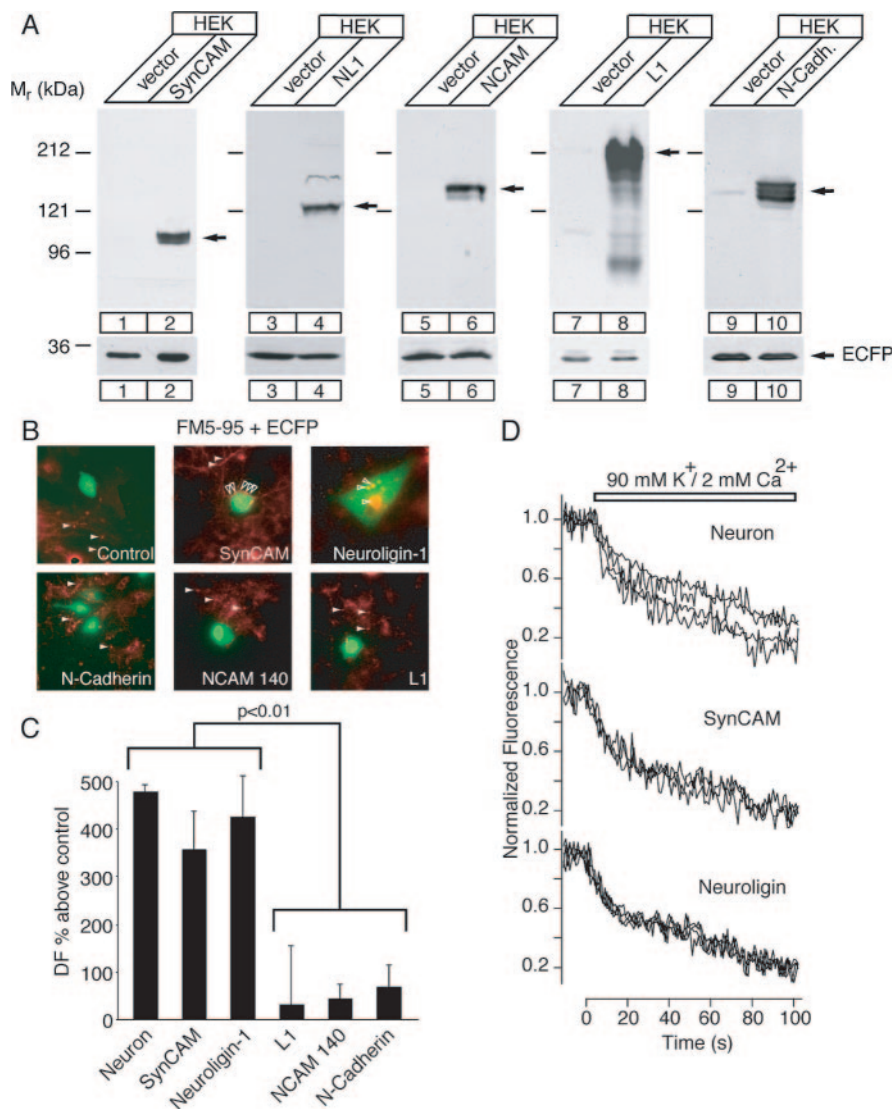 A
HEK
HEK
HEK
HEK
HEK
vector
SynCAM
vector
NL1
vector
NCAM
vector
L1
vector
N-Cadh.
Mr (kDa)
212
121
96
1 2
3 4
5 6
7 8
9 10
36
ECFP
1 2
3 4
5 6
7 8
9 10
B
FM5-95 + ECFP
Control
SynCAM
Neuroligin-1
N-Cadherin
NCAM 140
L1
C
p<0.01
DF % above control
500
400
300
200
100
0
Neuron
SynCAM
Neuroligin-1
L1
NCAM 140
N-Cadherin
D
90 mM K+/ 2 mM Ca2+
Normalized Fluorescence
1.0
0.6
0.2
Neuron
1.0
0.6
0.2
SynCAM
1.0
0.6
0.2
Neuroligin
0 20 40 60 80 100
Time (s)